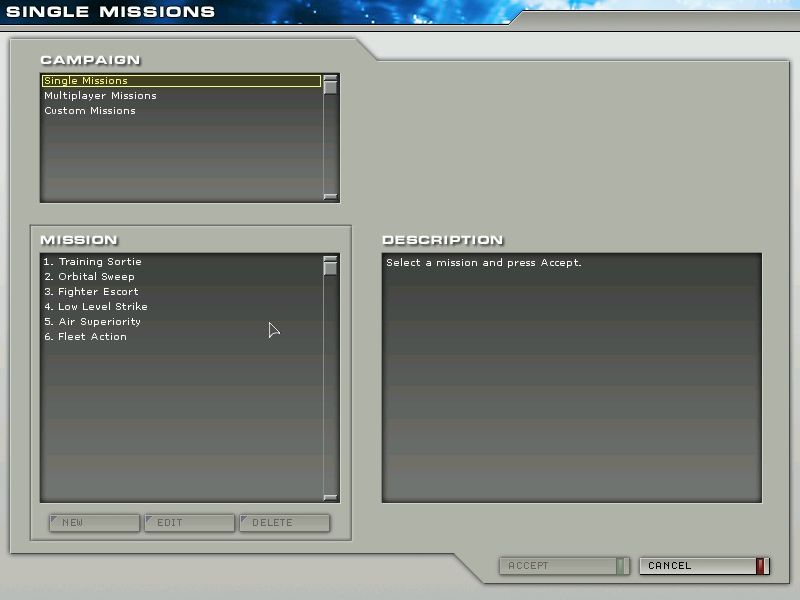 SINGLE MISSIONS
CAMPAIGN
Single Missions
Multiplayer Missions
Custom Missions
MISSION
1. Training Sortie
2. Orbital Sweep
3. Fighter Escort
4. Low Level Strike
5. Air Superiority
6. Fleet Action
NEW
EDIT
DELETE
DESCRIPTION
Select a mission and press Accept.
ACCEPT
CANCEL